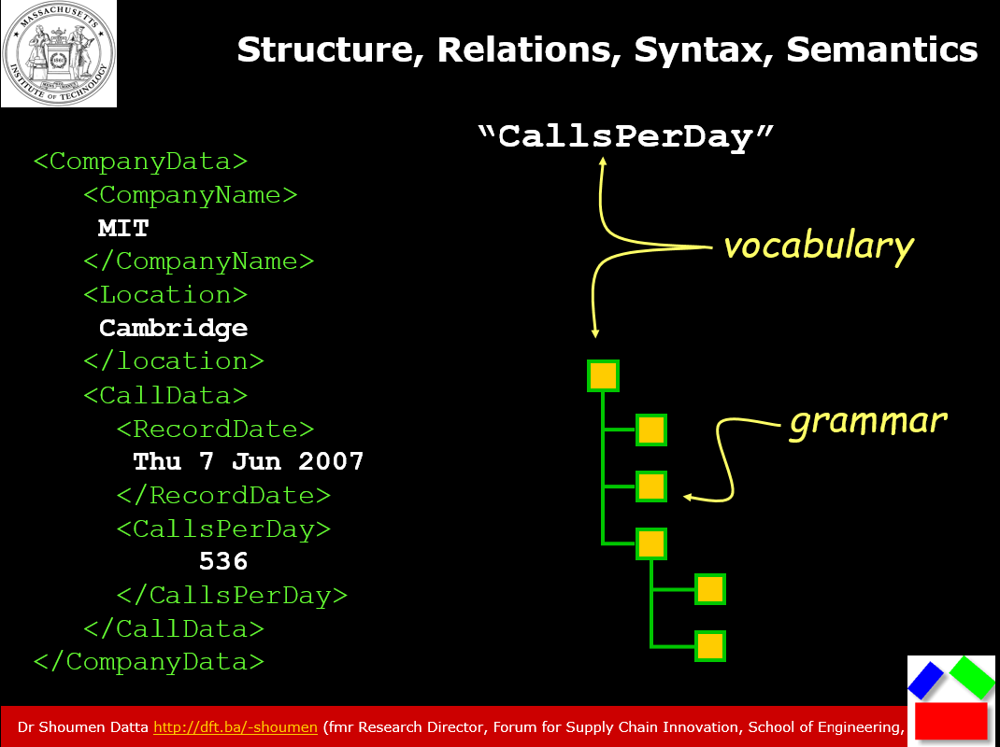 MASSACHUSETTS
INSTITUTE OF TECHNOLOGY
1861
Structure, Relations, Syntax, Semantics
“CallsPerDay”
<CompanyData>
<CompanyName>
MIT
</CompanyName>
<Location>
Cambridge
</location>
<CallData>
<RecordDate>
Thu 7 Jun 2007
</RecordDate>
<CallsPerDay>
536
</CallsPerDay>
</CallData>
</CompanyData>
vocabulary
grammar
Dr Shoumen Datta http://dft.ba/-shoumen (fmr Research Director, Forum for Supply Chain Innovation, School of Engineering,